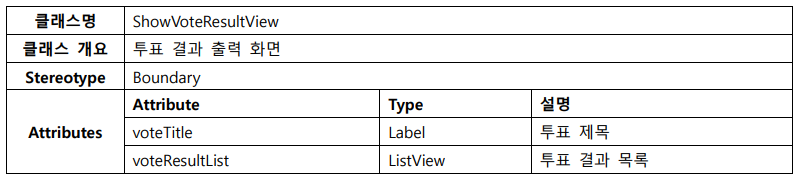 클래스명 ShowVoteResultView
클래스 개요 투표 결과 출력 화면
Stereotype Boundary
Attributes Attribute Type 설명
voteTitle Label 투표 제목
voteResultList ListView 투표 결과 목록